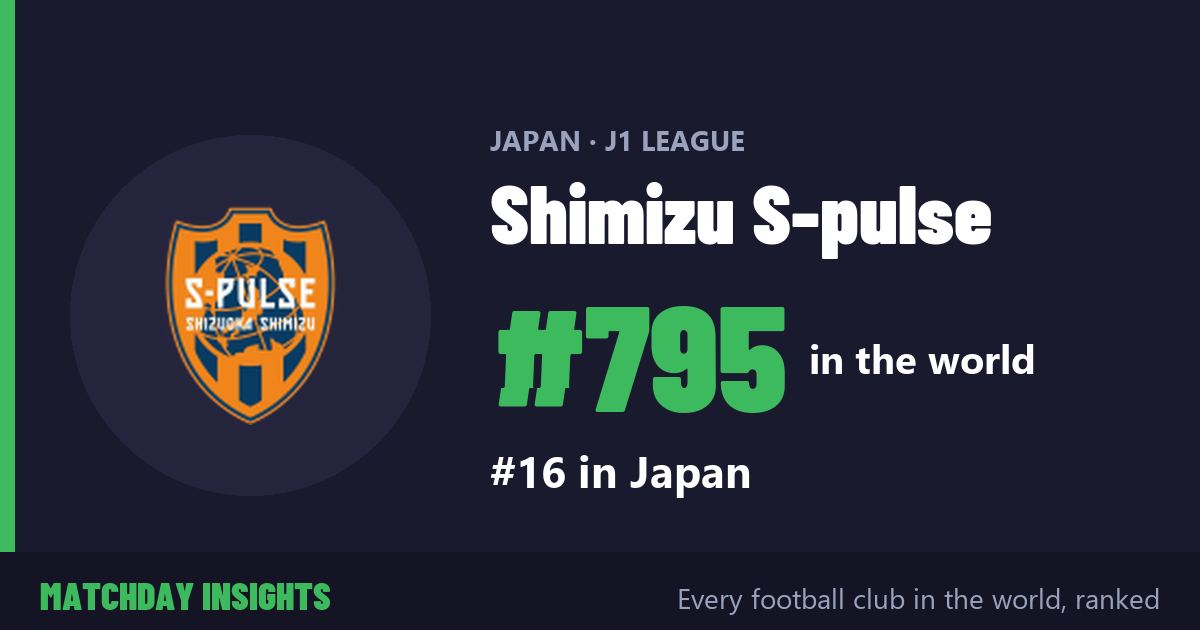 JAPAN · J1 LEAGUE
Shimizu S-pulse
S-PULSE
SHIZUOKA SHIMIZU
#795 in the world
#16 in Japan
MATCHDAY INSIGHTS
Every football club in the world, ranked